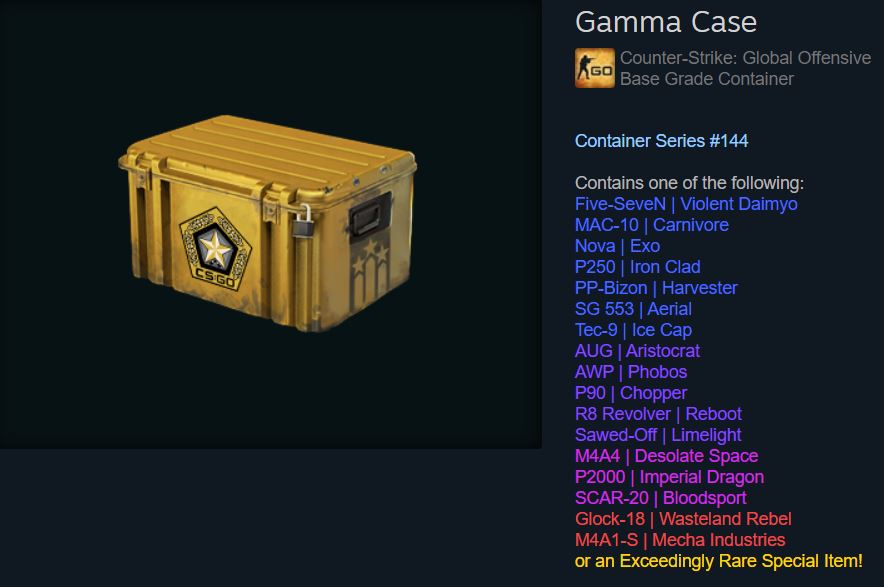 Gamma Case
GO
Counter-Strike: Global Offensive
Base Grade Container
Container Series #144
Contains one of the following:
Five-SeveN | Violent Daimyo
MAC-10 | Carnivore
Nova | Exo
P250 | Iron Clad
PP-Bizon | Harvester
SG 553 | Aerial
Tec-9 | Ice Cap
AUG | Aristocrat
AWP | Phobos
P90 | Chopper
R8 Revolver | Reboot
Sawed-Off | Limelight
M4A4 | Desolate Space
P2000 | Imperial Dragon
SCAR-20 | Bloodsport
Glock-18 | Wasteland Rebel
M4A1-S | Mecha Industries
or an Exceedingly Rare Special Item!
CS GO